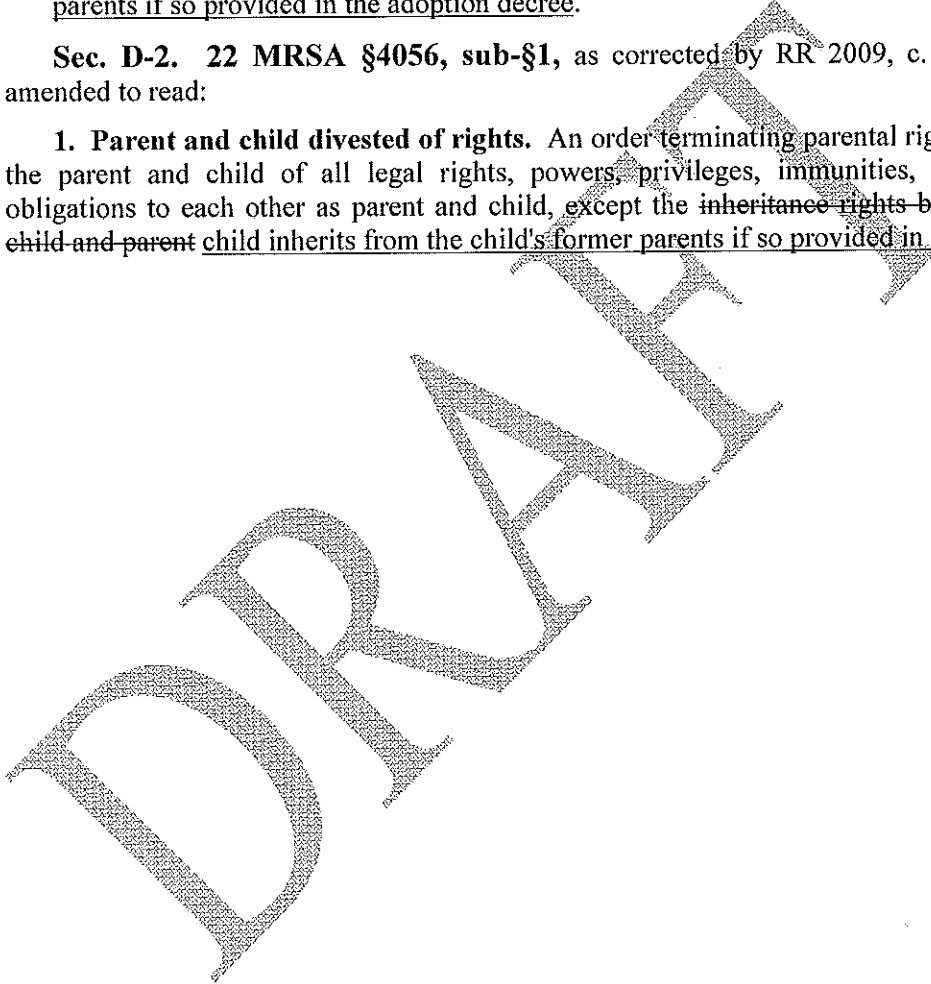 parents if so provided in the adoption decree.
Sec. D-2. 22 MRSA §4056, sub-§1, as corrected by RR 2009, c.
amended to read:
1. Parent and child divested of rights. An order terminating parental rig
the parent and child of all legal rights, powers, privileges, immunities,
obligations to each other as parent and child, except the inheritance rights b
child and parent child inherits from the child's former parents if so provided in
DRAFT